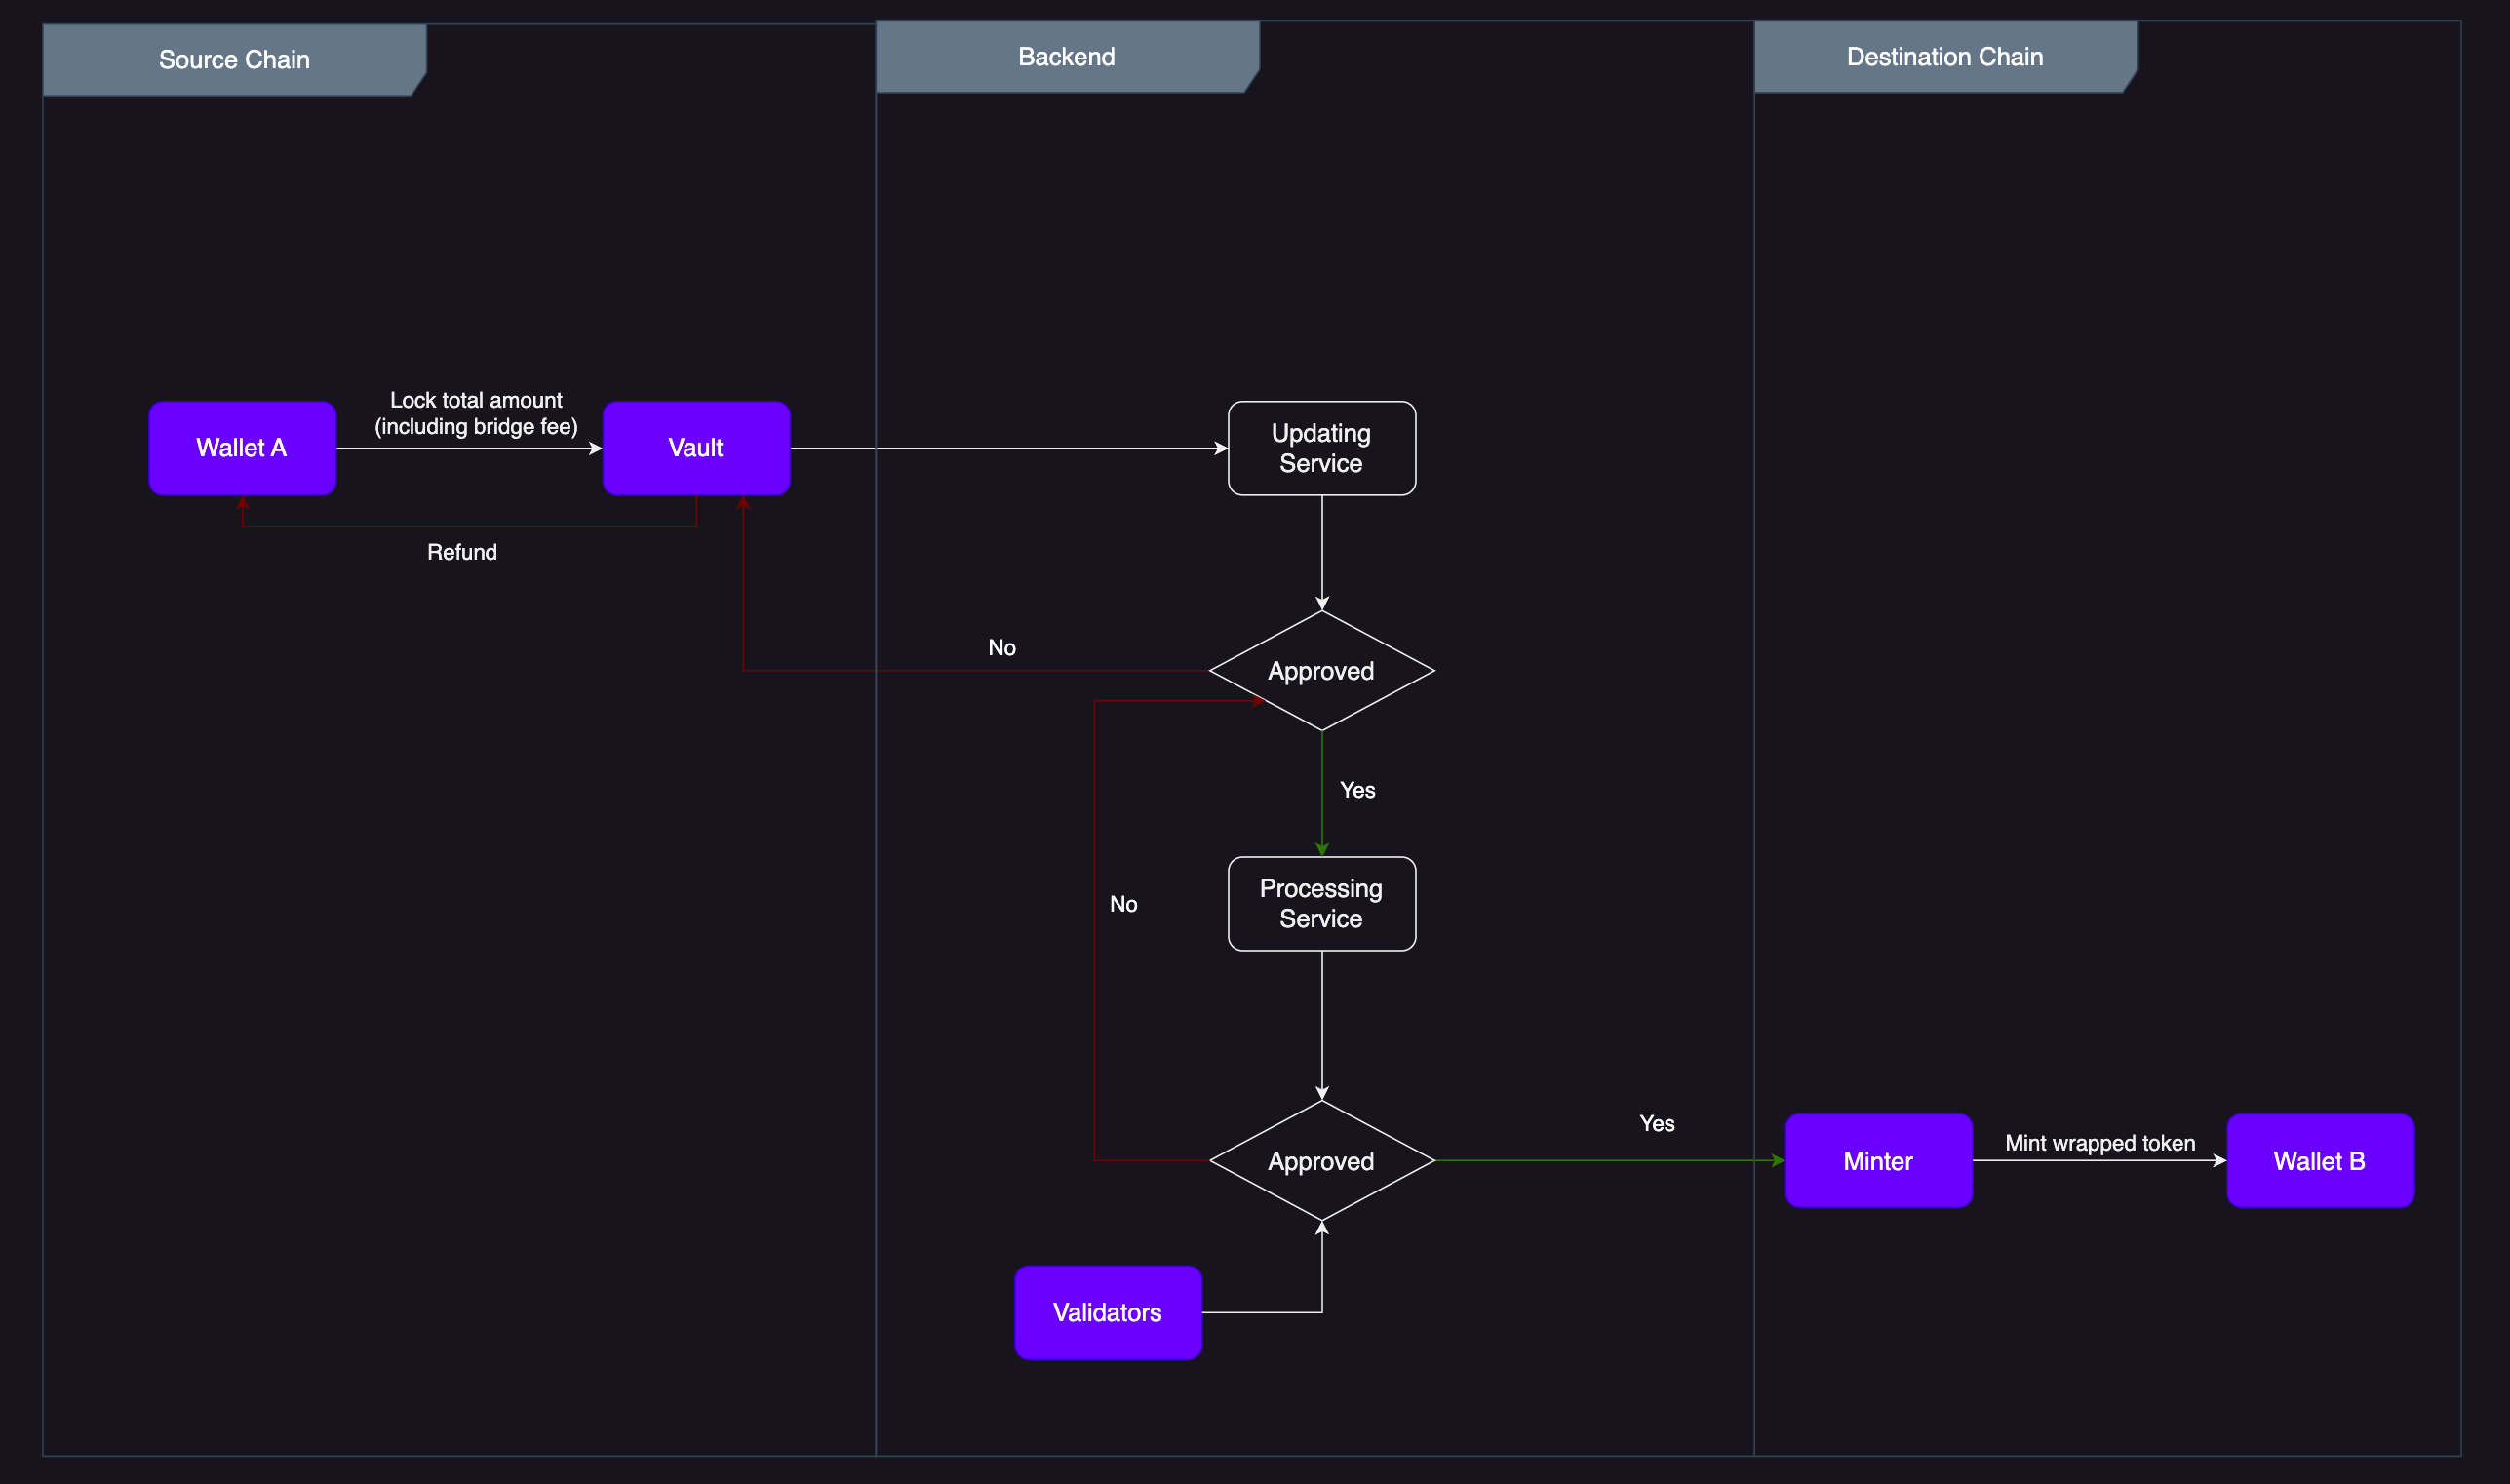 Source Chain
Backend
Destination Chain
Lock total amount
(including bridge fee)
Wallet A
Vault
Updating
Service
Refund
No
Approved
Yes
Processing
Service
No
Yes
Approved
Minter
Mint wrapped token
Wallet B
Validators